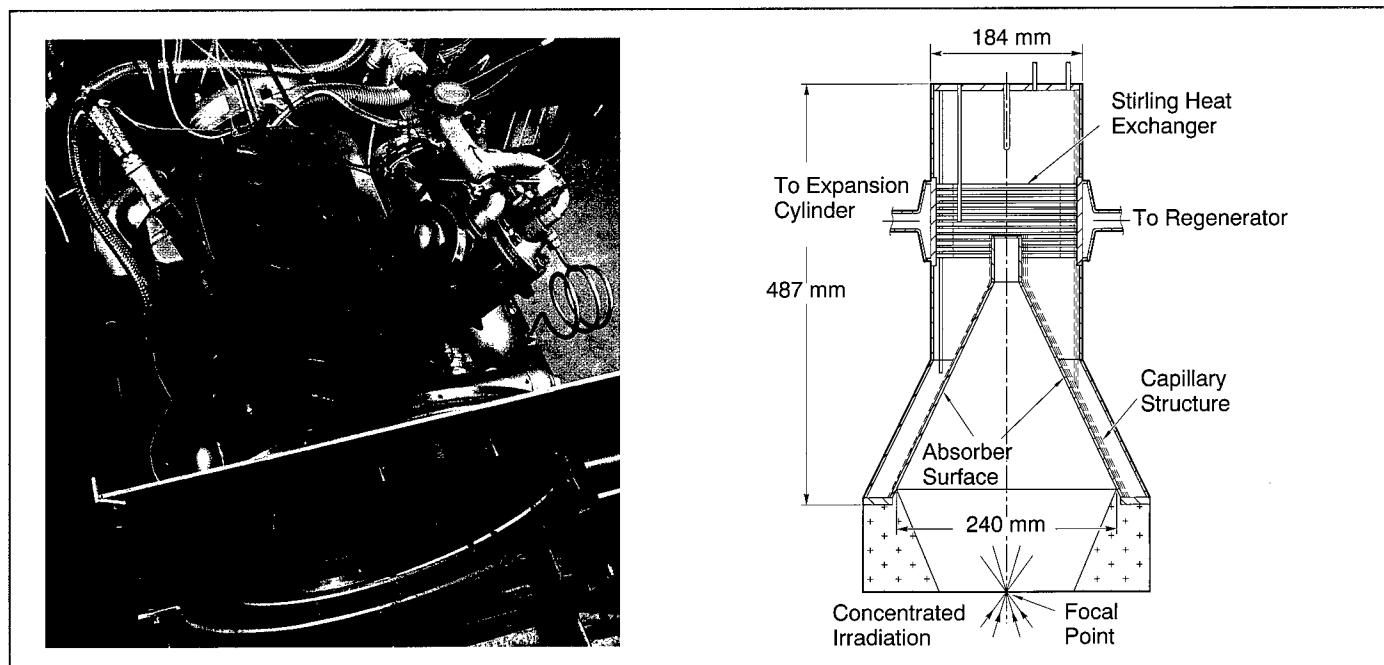 184 mm
Stirling Heat
Exchanger
To Expansion
Cylinder
To Regenerator
487 mm
Capillary
Structure
Absorber
Surface
240 mm
Concentrated
Irradiation
Focal
Point